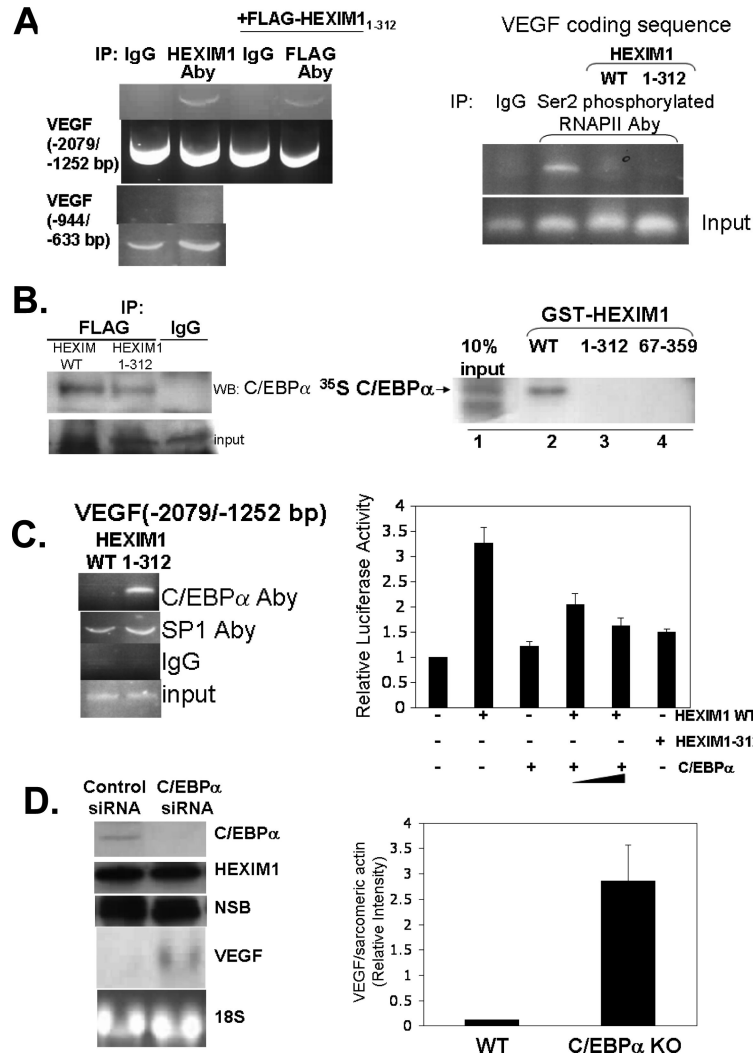 A
+FLAG-HEXIM1 1-312
IP: IgG HEXIM1 IgG FLAG
Aby Aby
VEGF
(-2079/
-1252 bp)
VEGF
(-944/
-633 bp)
VEGF coding sequence
HEXIM1
WT 1-312
IP: IgG Ser2 phosphorylated
RNAPII Aby
Input
B.
IP:
FLAG IgG
HEXIM HEXIM1
WT 1-312
WB: C/EBPα
input
GST-HEXIM1
10% WT 1-312 67-359
input
35S C/EBPα
1 2 3 4
C.
VEGF(-2079/-1252 bp)
HEXIM1
WT 1-312
C/EBPα Aby
SP1 Aby
IgG
input
Relative Luciferase Activity
4
3.5
3
2.5
2
1.5
1
0.5
0
- + - + + - HEXIM1 WT
- - - - - + HEXIM1-312
- - + + + - C/EBPα
D.
Control C/EBPα
siRNA siRNA
C/EBPα
HEXIM1
NSB
VEGF
18S
VEGF/sarcomeric actin
(Relative Intensity)
4
3.5
3
2.5
2
1.5
1
0.5
0
WT C/EBPα KO